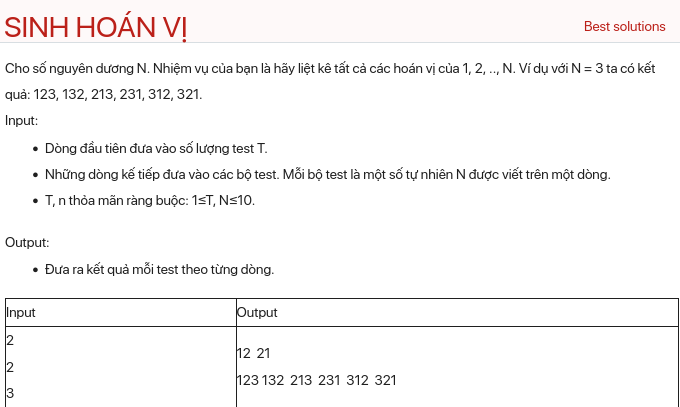 SINH HOÁN VỊ
Best solutions
Cho số nguyên dương N. Nhiệm vụ của bạn là hãy liệt kê tất cả các hoán vị của 1, 2, .., N. Ví dụ với N = 3 ta có kết
quả: 123, 132, 213, 231, 312, 321.
Input:
• Dòng đầu tiên đưa vào số lượng test T.
• Những dòng kế tiếp đưa vào các bộ test. Mỗi bộ test là một số tự nhiên N được viết trên một dòng.
• T, n thỏa mãn ràng buộc: 1≤T, N≤10.
Output:
• Đưa ra kết quả mỗi test theo từng dòng.
Input Output
2
12 21
2
123 132 213 231 312 321
3